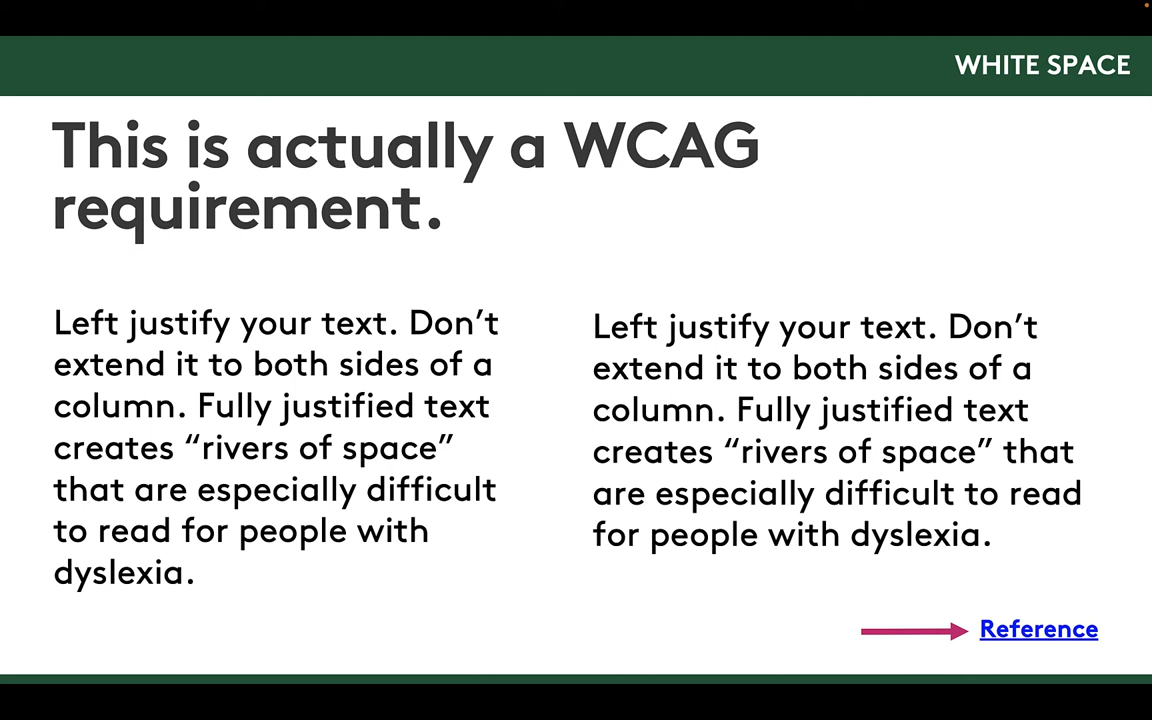 WHITE SPACE
This is actually a WCAG
requirement.
Left justify your text. Don’t
extend it to both sides of a
column. Fully justified text
creates “rivers of space”
that are especially difficult
to read for people with
dyslexia.
Left justify your text. Don’t
extend it to both sides of a
column. Fully justified text
creates “rivers of space” that
are especially difficult to read
for people with dyslexia.
Reference